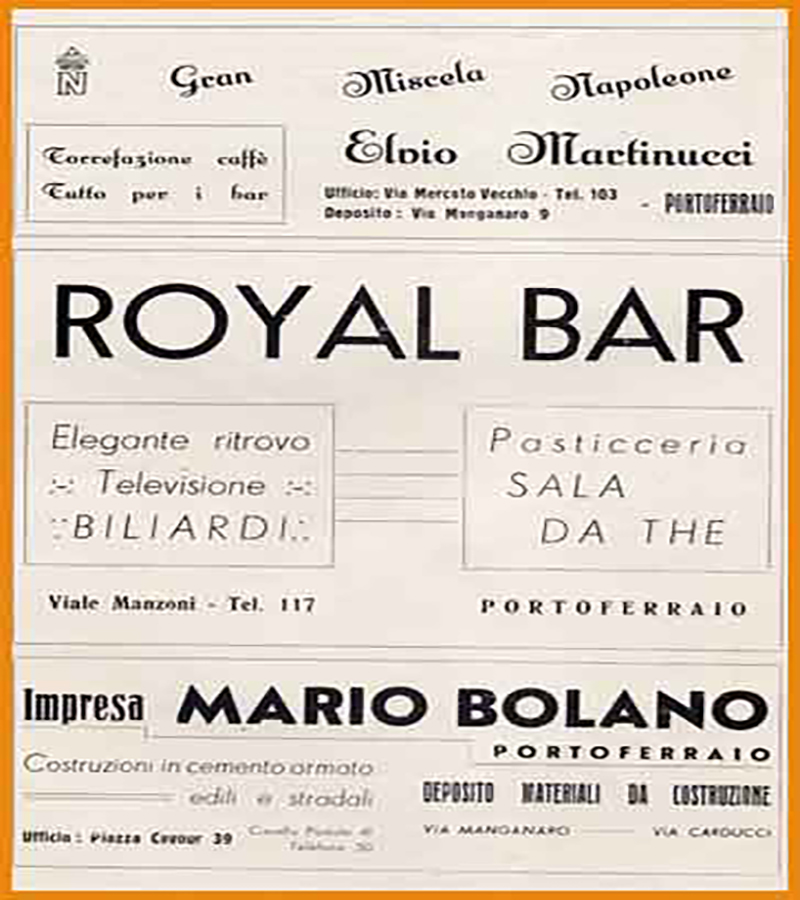 N
Gran Miscela Napoleone
Torrefazione caffè
Tutto per i bar
Elvio Martinucci
Ufficio: Via Mercato Vecchio - Tel. 103
Deposito: Via Manganaro 9
- PORTOFERRAIO
ROYAL BAR
Elegante ritrovo
:-: Televisione :-:
BILIARDI
Pasticceria
SALA
DA THE
Viale Manzoni - Tel. 117
PORTOFERRAIO
Impresa MARIO BOLANO
PORTOFERRAIO
Costruzioni in cemento armato
edili e stradali
DEPOSITO MATERIALI DA COSTRUZIONE
VIA MANGANARO VIA CARDUCCI
Ufficio: Piazza Cavour 39